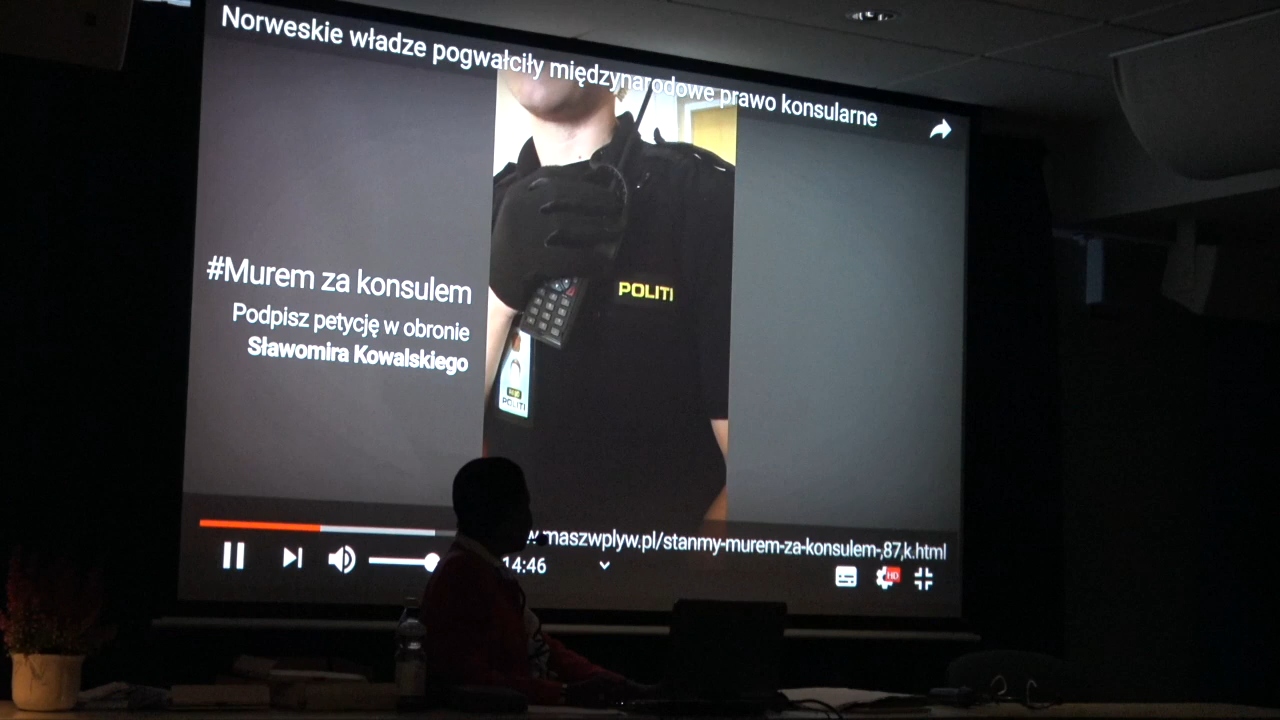 Norweskie władze pogwałciły międzynarodowe prawo konsularne
#Murem za konsulem
Podpisz petycję w obronie
Sławomira Kowalskiego
POLITI
POLITI
maszwplyw.pl/stanmy-murem-za-konsulem-,87,k.html
14:46
HD